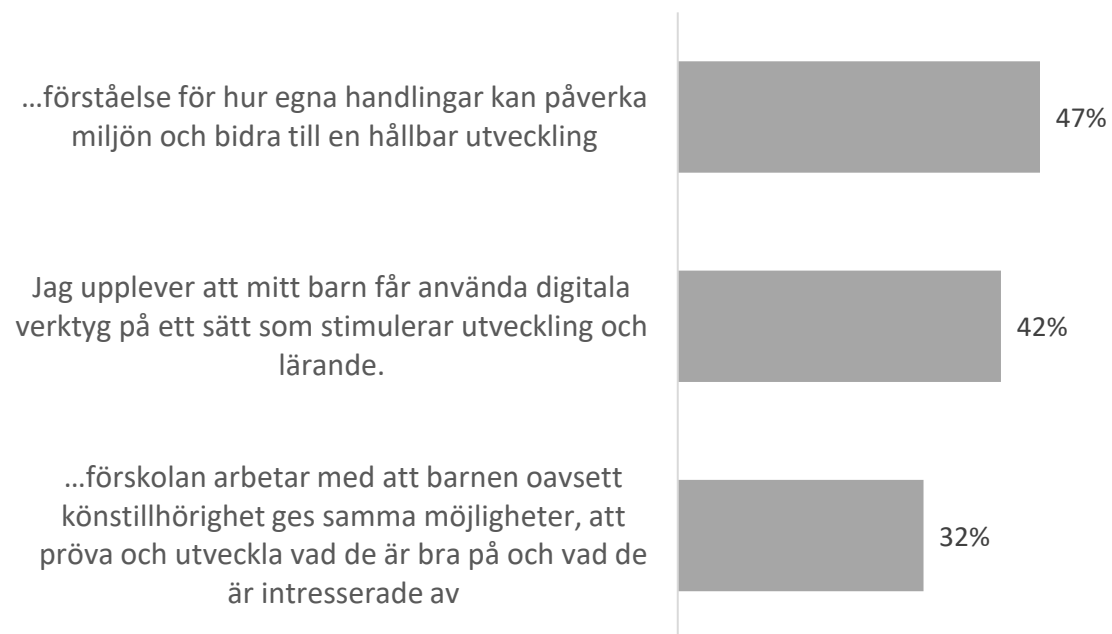 ...förståelse för hur egna handlingar kan påverka
miljön och bidra till en hållbar utveckling
47%
Jag upplever att mitt barn får använda digitala
verktyg på ett sätt som stimulerar utveckling och
lärande.
42%
...förskolan arbetar med att barnen oavsett
könstillhörighet ges samma möjligheter, att
pröva och utveckla vad de är bra på och vad de
är intresserade av
32%